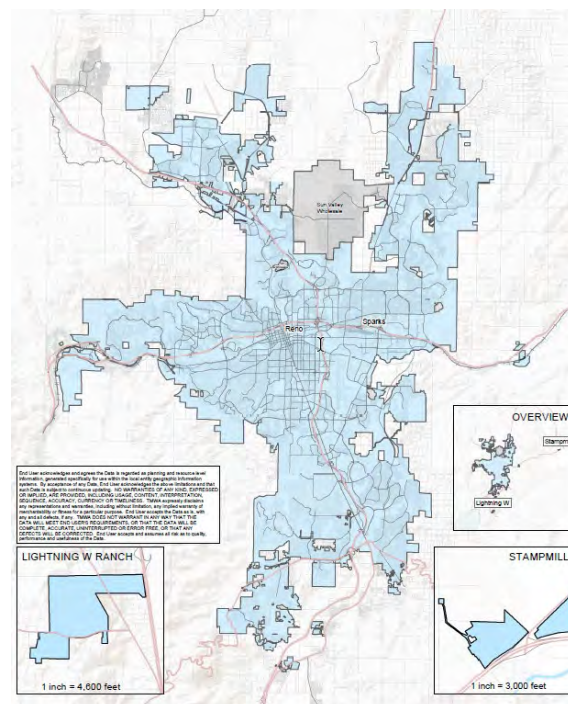 Sun Valley
Wholesale
Reno
Sparks
OVERVIEW
Stampm
Lightning W
End User acknowledges and agrees the Data is regarded as planning and resource level
information, generated specifically for use within the local entity geographic information
systems. By acceptance of any Data, End User acknowledges the above limitations and that
such Data is subject to continuous updating. NO WARRANTIES OF ANY KIND, EXPRESSED
OR IMPLIED, ARE PROVIDED, INCLUDING USAGE, CONTENT, INTERPRETATION,
SEQUENCE, ACCURACY, CURRENCY OR TIMELINESS. TMWA expressly disclaims
any representations and warranties, including without limitation, any implied warranty of
merchantability or fitness for a particular purpose. End User accepts the Data as is, with
any and all defects, if any. TMWA DOES NOT WARRANT IN ANY WAY THAT THE
DATA WILL MEET END USERS REQUIREMENTS, OR THAT THE DATA WILL BE
COMPLETE, ACCURATE, UNINTERRUPTED OR ERROR FREE, OR THAT ANY
DEFECTS WILL BE CORRECTED. End User accepts and assumes all risk as to quality,
performance and usefulness of the Data.
LIGHTNING W RANCH
1 inch = 4,600 feet
STAMPMILL
1 inch = 3,000 feet